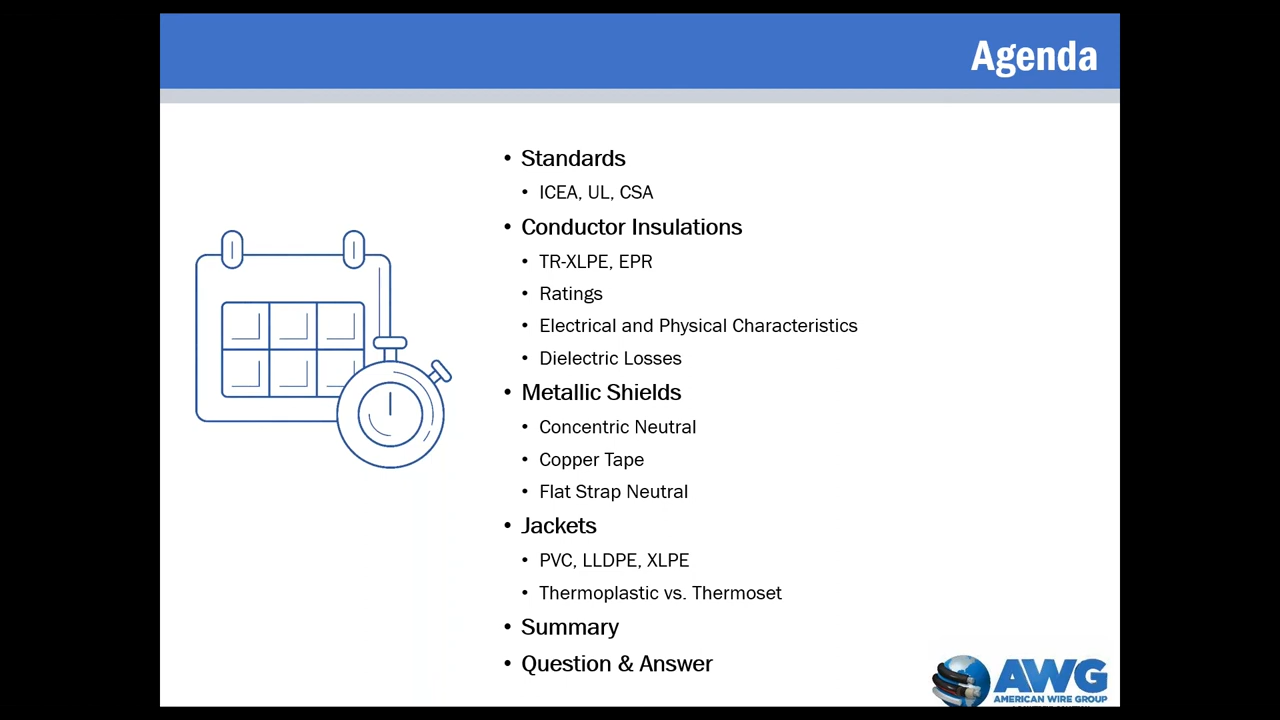 Agenda
• Standards
• ICEA, UL, CSA
• Conductor Insulations
• TR-XLPE, EPR
• Ratings
• Electrical and Physical Characteristics
• Dielectric Losses
• Metallic Shields
• Concentric Neutral
• Copper Tape
• Flat Strap Neutral
• Jackets
• PVC, LLDPE, XLPE
• Thermoplastic vs. Thermoset
• Summary
• Question & Answer
AWG
AMERICAN WIRE GROUP